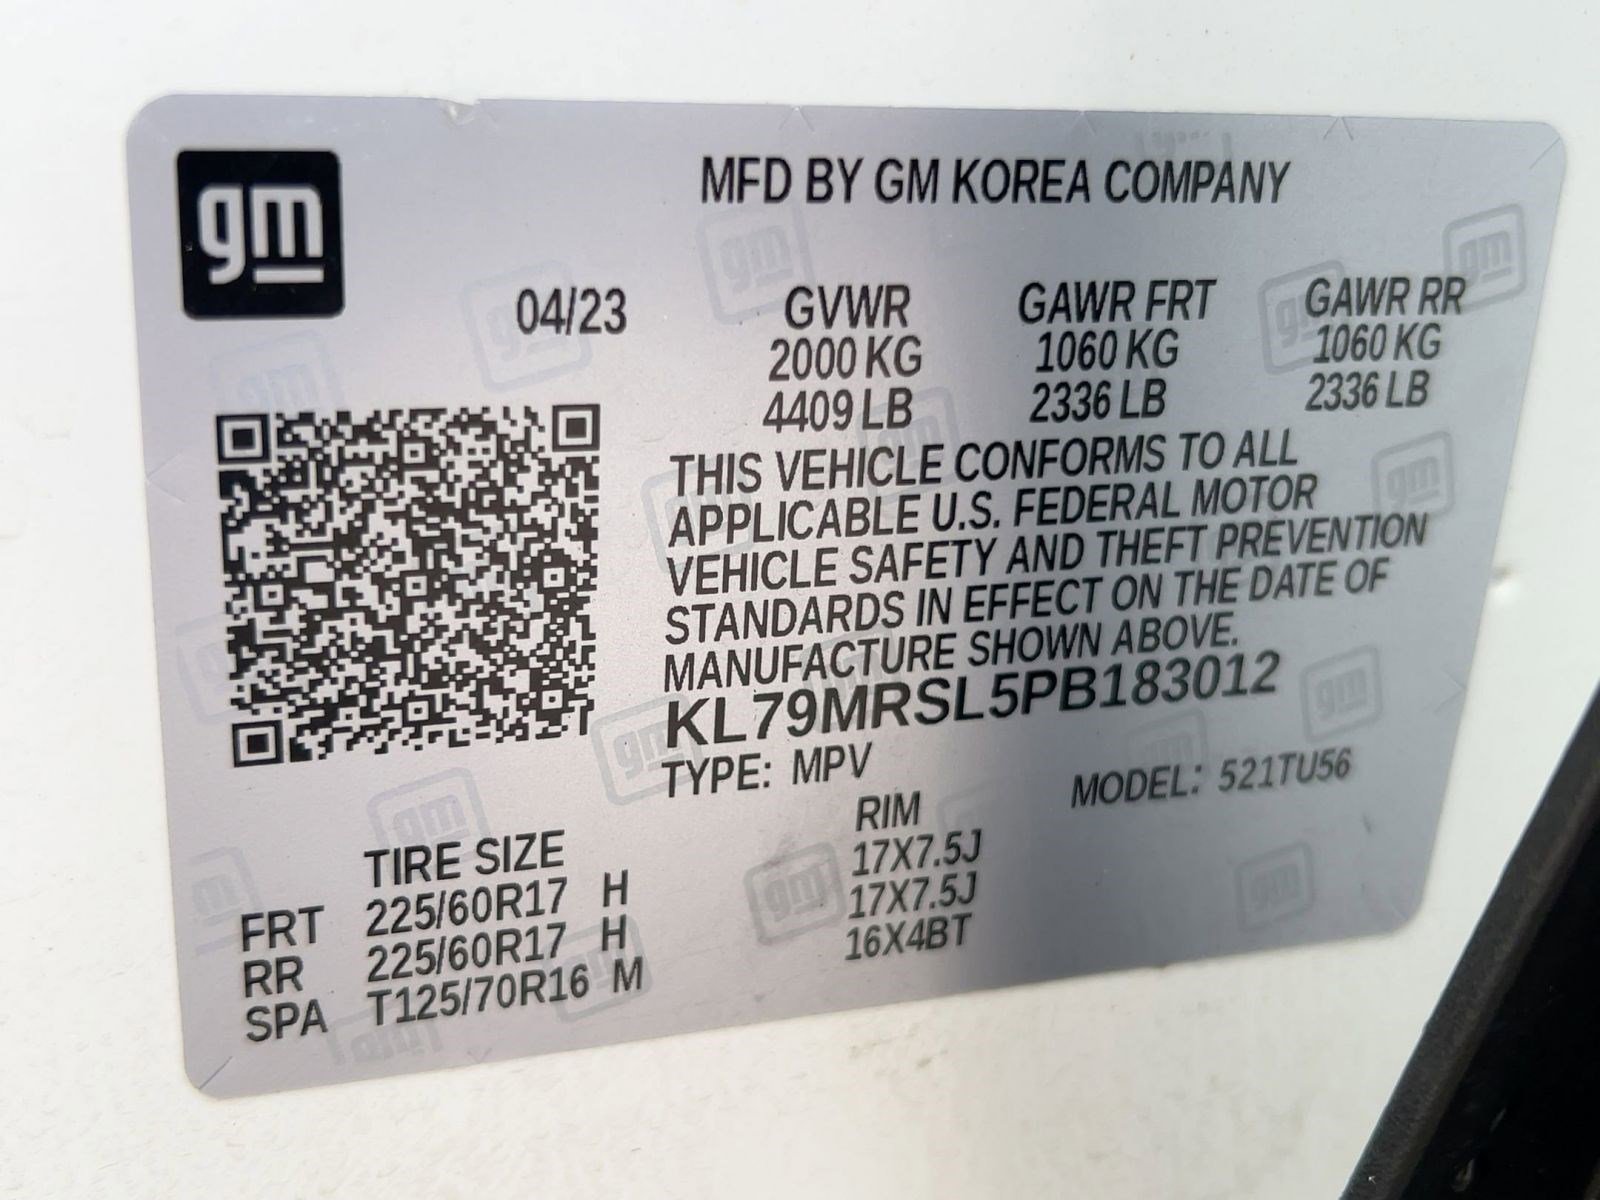 gm
MFD BY GM KOREA COMPANY
04/23
GVWR GAWR FRT GAWR RR
2000 KG 1060 KG 1060 KG
4409 LB 2336 LB 2336 LB
THIS VEHICLE CONFORMS TO ALL
APPLICABLE U.S. FEDERAL MOTOR
VEHICLE SAFETY AND THEFT PREVENTION
STANDARDS IN EFFECT ON THE DATE OF
MANUFACTURE SHOWN ABOVE.
KL79MRSL5PB183012
TYPE: MPV MODEL: 521TU56
TIRE SIZE RIM
FRT 225/60R17 H 17X7.5J
RR 225/60R17 H 17X7.5J
SPA T125/70R16 M 16X4BT